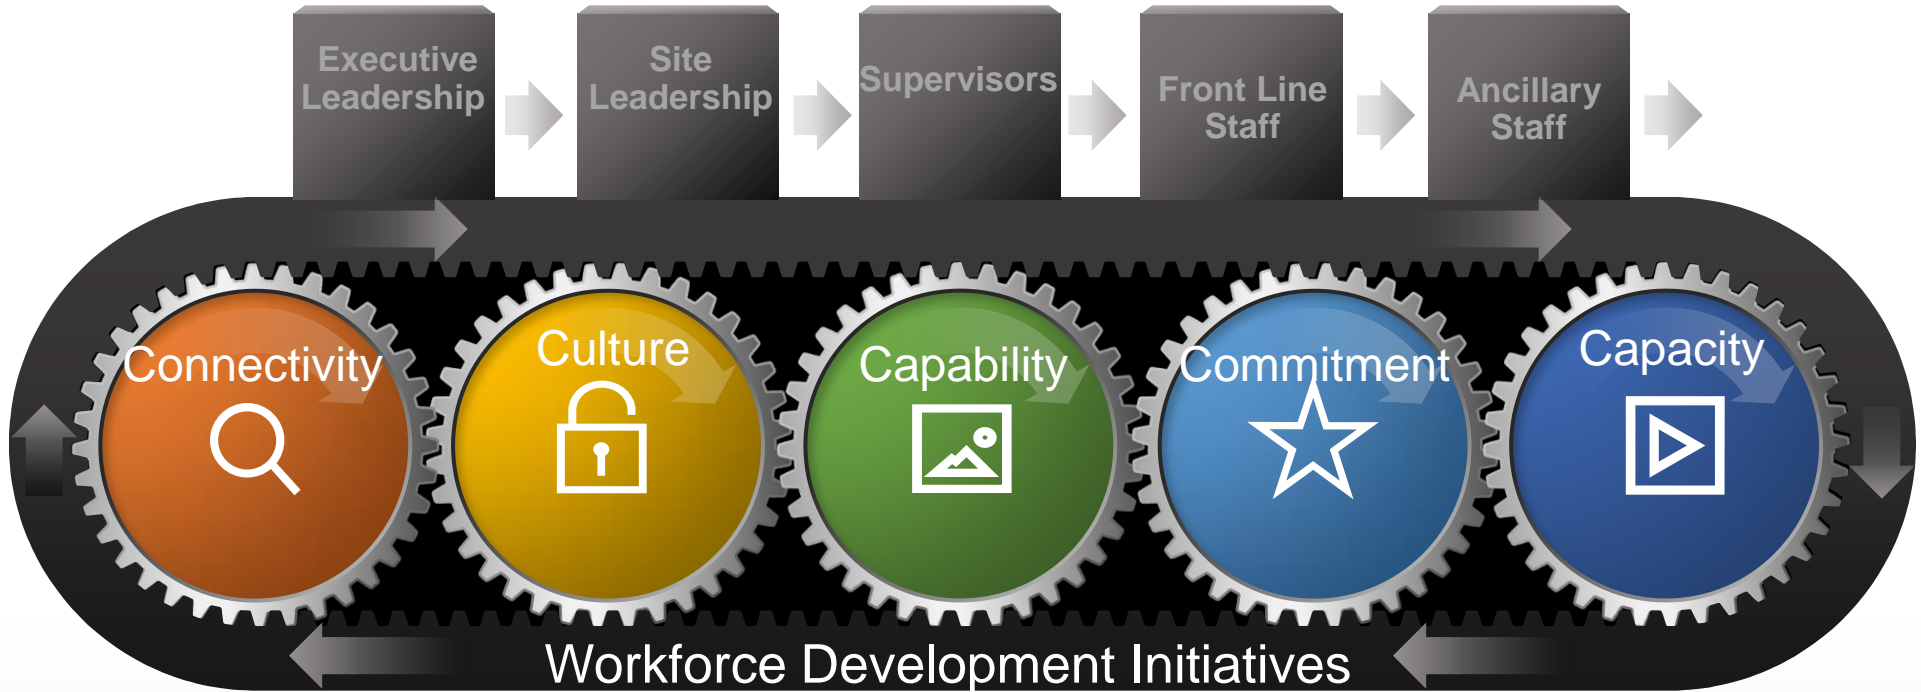 Executive
Leadership
Site
Leadership
Supervisors
Front Line
Staff
Ancillary
Staff
Connectivity
Culture
Capability
Commitment
Capacity
Workforce Development Initiatives